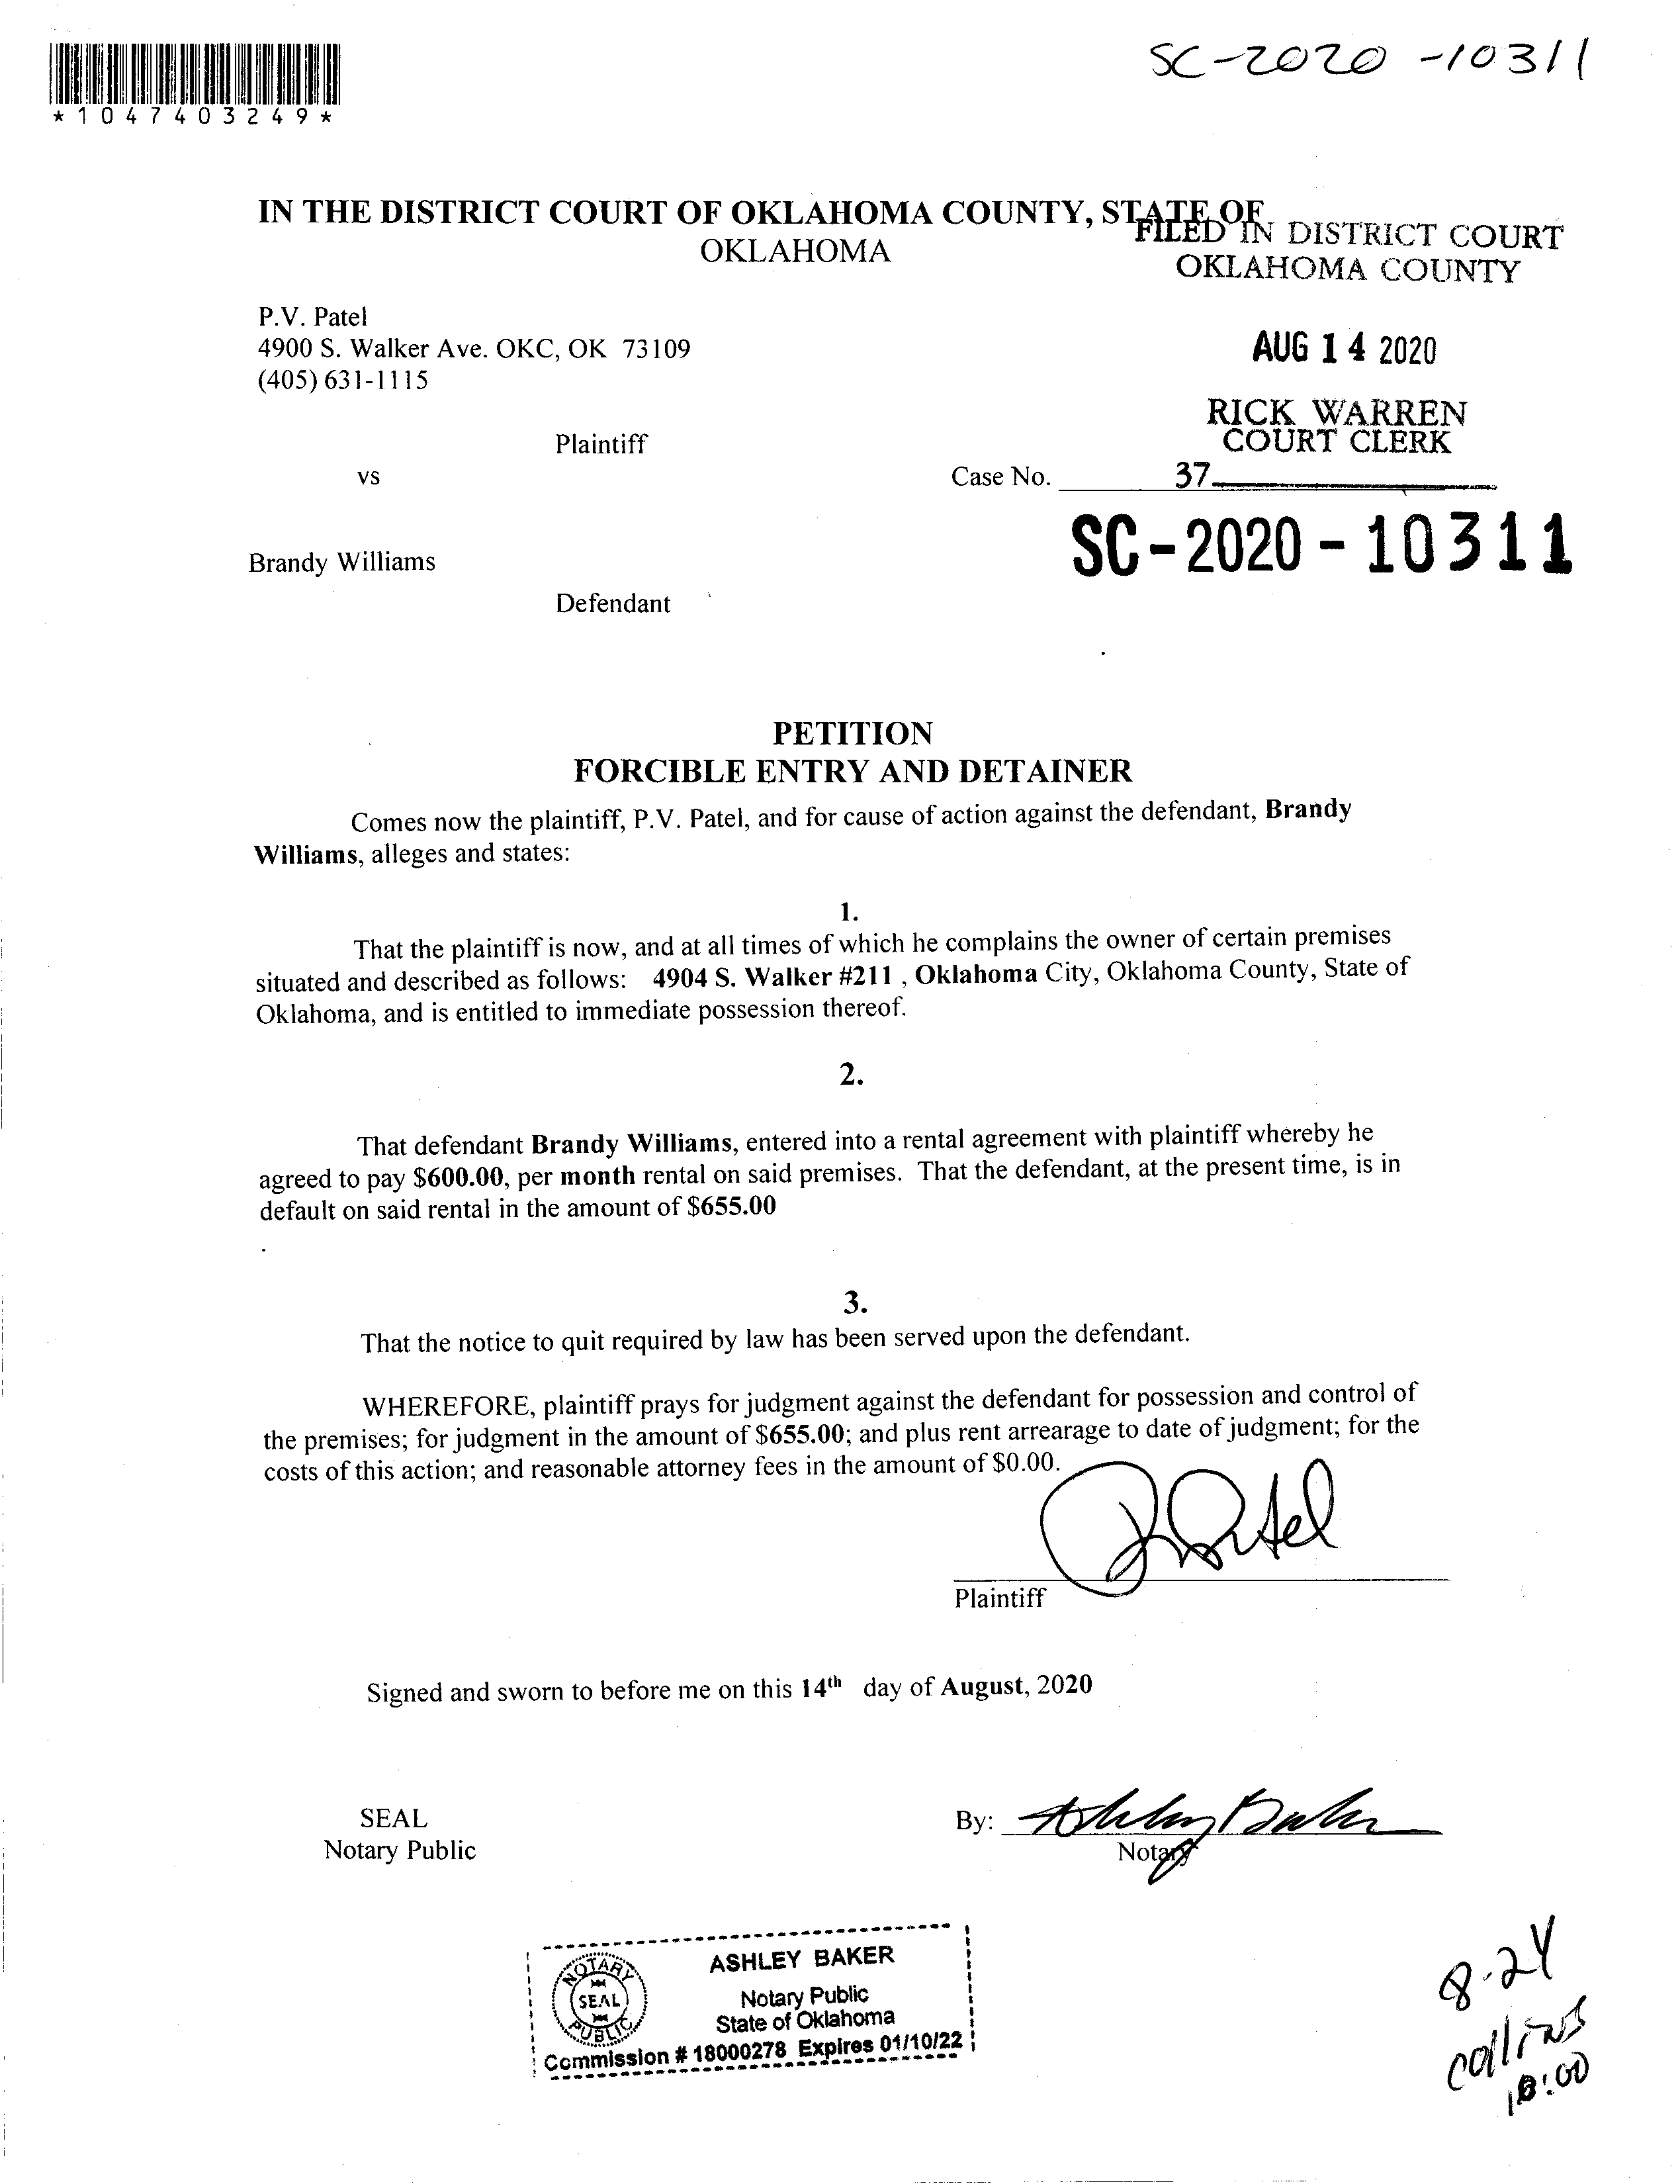 SC-2020-10311
*1047403249*
IN THE DISTRICT COURT OF OKLAHOMA COUNTY, STATE OF
OKLAHOMA
FILED IN DISTRICT COURT
OKLAHOMA COUNTY
P.V. Patel
4900 S. Walker Ave. OKC, OK 73109
(405) 631-1115
AUG 14 2020
RICK WARREN
COURT CLERK
Plaintiff
vs
Case No. 37
SC-2020-10311
Brandy Williams
Defendant
PETITION
FORCIBLE ENTRY AND DETAINER
Comes now the plaintiff, P.V. Patel, and for cause of action against the defendant, Brandy
Williams, alleges and states:
1.
That the plaintiff is now, and at all times of which he complains the owner of certain premises
situated and described as follows: 4904 S. Walker #211 , Oklahoma City, Oklahoma County, State of
Oklahoma, and is entitled to immediate possession thereof.
2.
That defendant Brandy Williams, entered into a rental agreement with plaintiff whereby he
agreed to pay $600.00, per month rental on said premises. That the defendant, at the present time, is in
default on said rental in the amount of $655.00
.
3.
That the notice to quit required by law has been served upon the defendant.
WHEREFORE, plaintiff prays for judgment against the defendant for possession and control of
the premises; for judgment in the amount of $655.00; and plus rent arrearage to date of judgment; for the
costs of this action; and reasonable attorney fees in the amount of $0.00.
Plaintiff
Signed and sworn to before me on this 14th day of August, 2020
SEAL
Notary Public
By: Ashley Baker
Notary
NOTARY
SEAL
PUBLIC
ASHLEY BAKER
Notary Public
State of Oklahoma
Commission # 18000278 Expires 01/10/22
8-24
collins